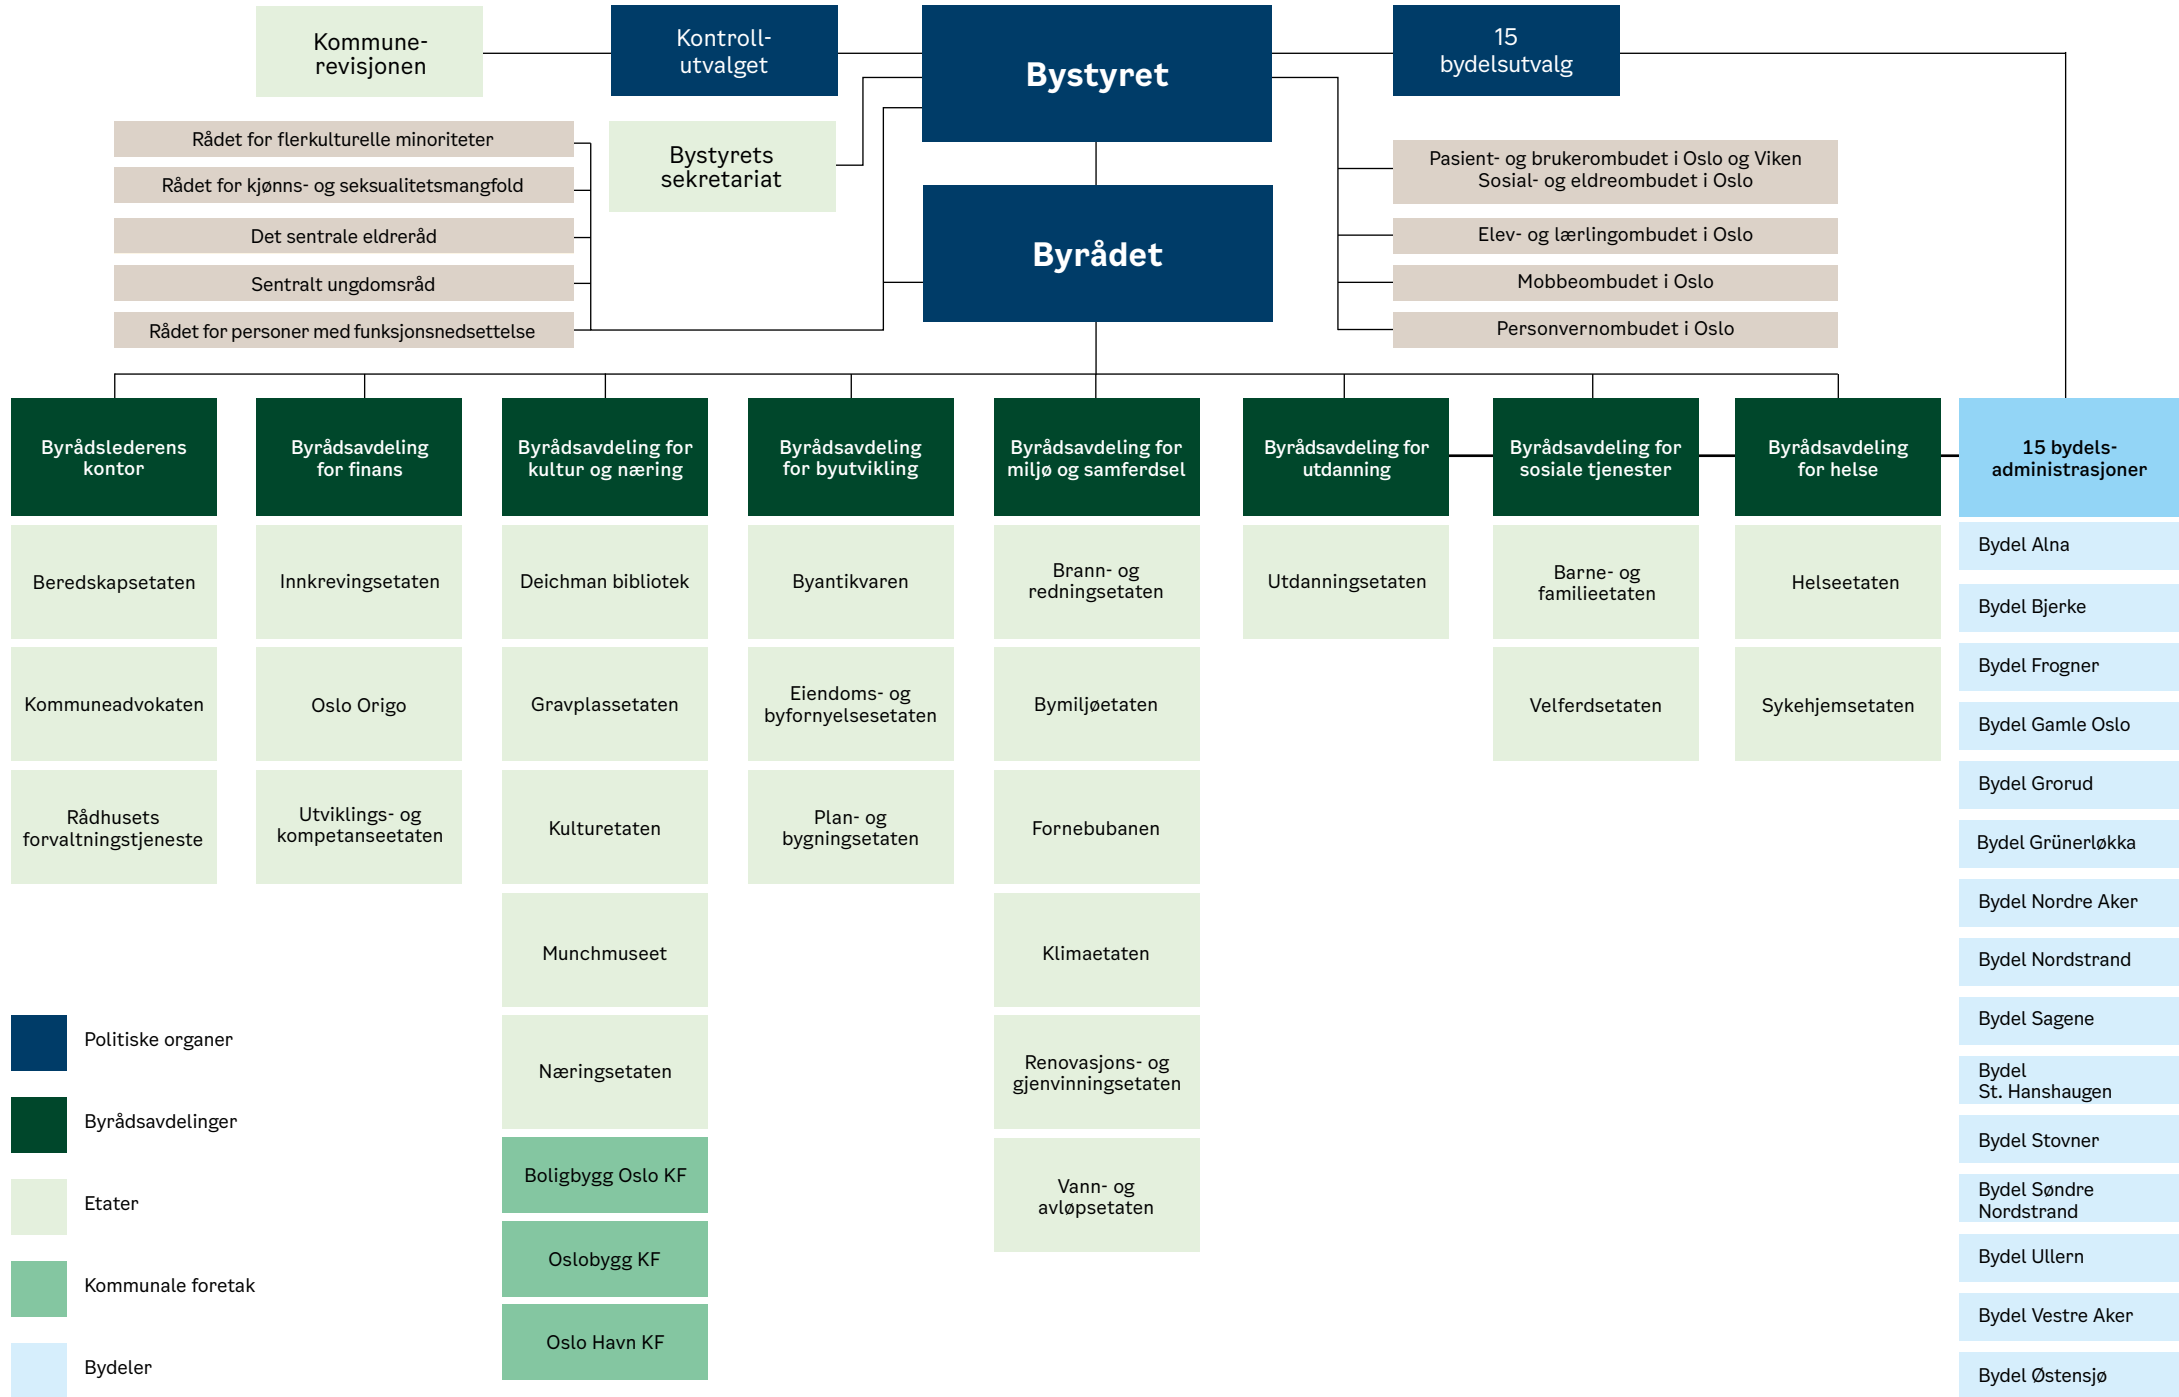 Kommune-
revisjonen
Kontroll-
utvalget
Bystyret
15
bydelsutvalg
Rådet for flerkulturelle minoriteter
Rådet for kjønns- og seksualitetsmangfold
Det sentrale eldreråd
Sentralt ungdomsråd
Rådet for personer med funksjonsnedsettelse
Bystyrets
sekretariat
Byrådet
Pasient- og brukerombudet i Oslo og Viken
Sosial- og eldreombudet i Oslo
Elev- og lærlingombudet i Oslo
Mobbeombudet i Oslo
Personvernombudet i Oslo
Byrådslederens
kontor
Beredskapsetaten
Kommuneadvokaten
Rådhusets
forvaltningstjeneste
Byrådsavdeling
for finans
Innkrevingsetaten
Oslo Origo
Utviklings- og
kompetanseetaten
Byrådsavdeling for
kultur og næring
Deichman bibliotek
Gravplassetaten
Kulturetaten
Munchmuseet
Næringsetaten
Boligbygg Oslo KF
Oslobygg KF
Oslo Havn KF
Byrådsavdeling
for byutvikling
Byantikvaren
Eiendoms- og
byfornyelsesetaten
Plan- og
bygningsetaten
Byrådsavdeling for
miljø og samferdsel
Brann- og
redningsetaten
Bymiljøetaten
Fornebubanen
Klimaetaten
Renovasjons- og
gjenvinningsetaten
Vann- og
avløpsetaten
Byrådsavdeling for
utdanning
Utdanningsetaten
Byrådsavdeling for
sosiale tjenester
Barne- og
familieetaten
Velferdsetaten
Byrådsavdeling
for helse
Helseetaten
Sykehjemsetaten
15 bydels-
administrasjoner
Bydel Alna
Bydel Bjerke
Bydel Frogner
Bydel Gamle Oslo
Bydel Grorud
Bydel Grünerløkka
Bydel Nordre Aker
Bydel Nordstrand
Bydel Sagene
Bydel
St. Hanshaugen
Bydel Stovner
Bydel Søndre
Nordstrand
Bydel Ullern
Bydel Vestre Aker
Bydel Østensjø
Politiske organer
Byrådsavdelinger
Etater
Kommunale foretak
Bydeler